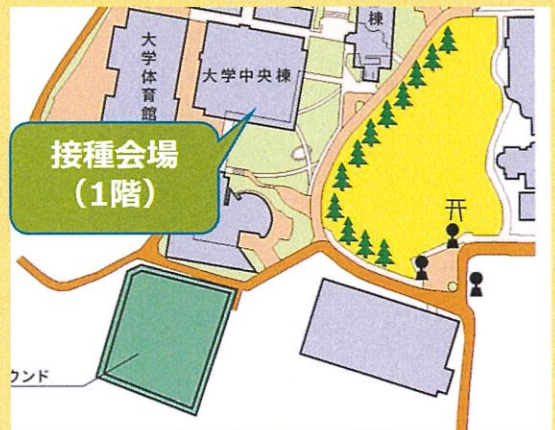 棟
大学体育館
大学中央棟
接種会場
(1階)
ウンド